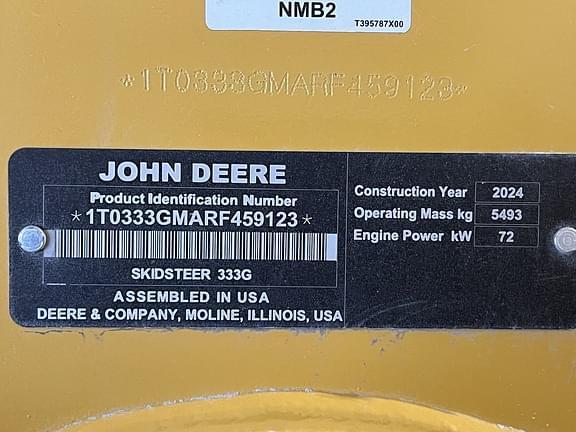 NMB2
T395787X00
*1T0333GMARF459123*
JOHN DEERE
Product Identification Number
*1T0333GMARF459123*
SKIDSTEER 333G
ASSEMBLED IN USA
DEERE & COMPANY, MOLINE, ILLINOIS, USA
Construction Year 2024
Operating Mass kg 5493
Engine Power kW 72